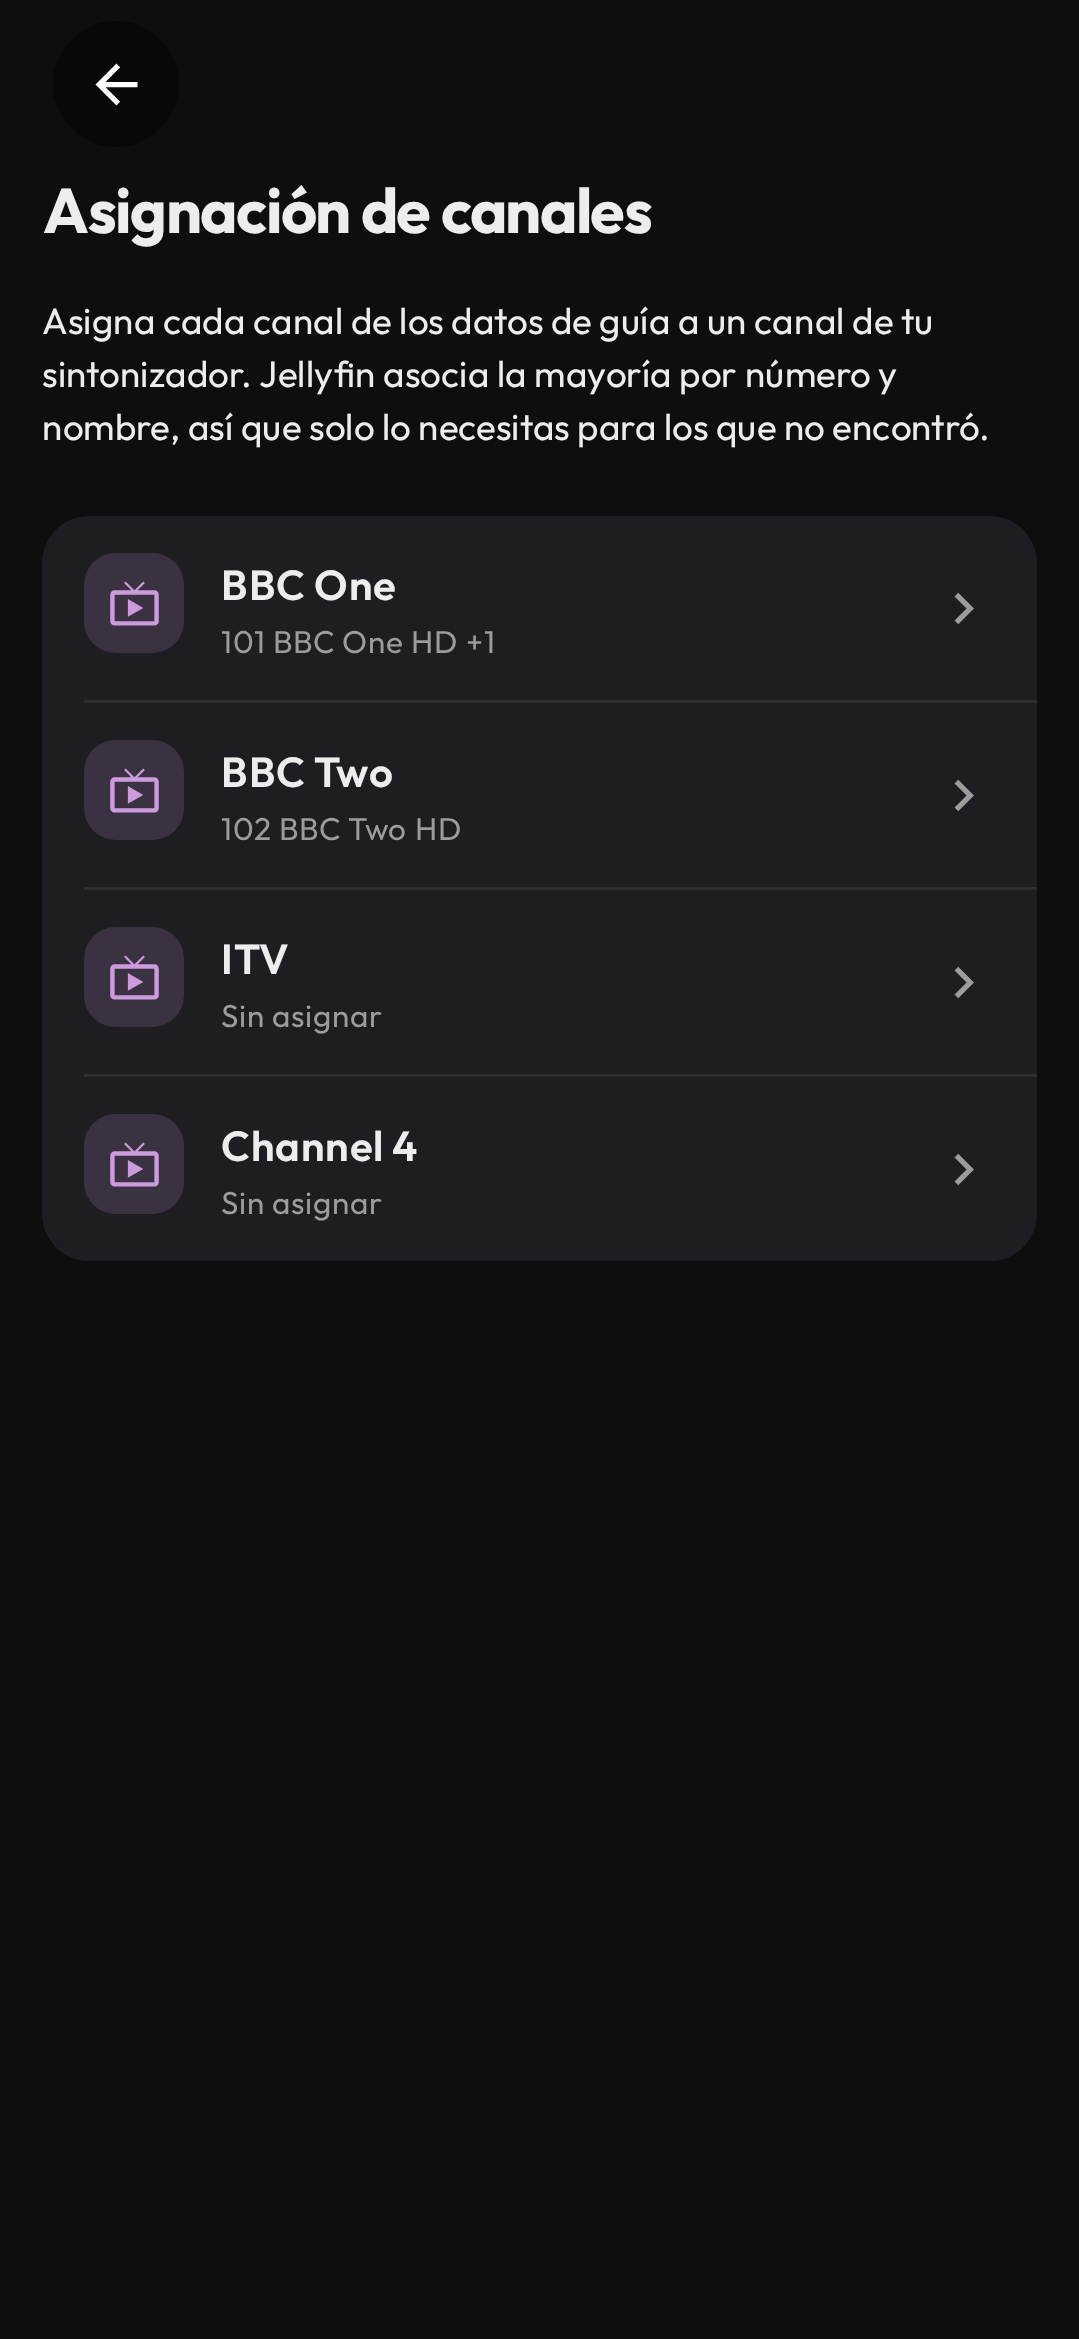 Asignación de canales
Asigna cada canal de los datos de guía a un canal de tu
sintonizador. Jellyfin asocia la mayoría por número y
nombre, así que solo lo necesitas para los que no encontró.
BBC One
101 BBC One HD +1
BBC Two
102 BBC Two HD
ITV
Sin asignar
Channel 4
Sin asignar